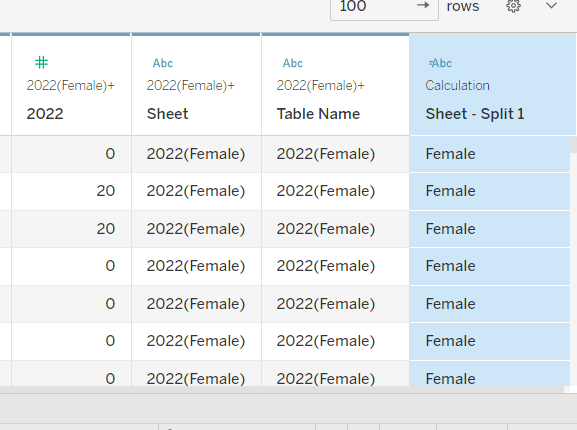 100 → rows
# Abc Abc =Abc
2022(Female)+ 2022(Female)+ 2022(Female)+ Calculation
2022 Sheet Table Name Sheet - Split 1
0 2022(Female) 2022(Female) Female
20 2022(Female) 2022(Female) Female
20 2022(Female) 2022(Female) Female
0 2022(Female) 2022(Female) Female
0 2022(Female) 2022(Female) Female
0 2022(Female) 2022(Female) Female
0 2022(Female) 2022(Female) Female